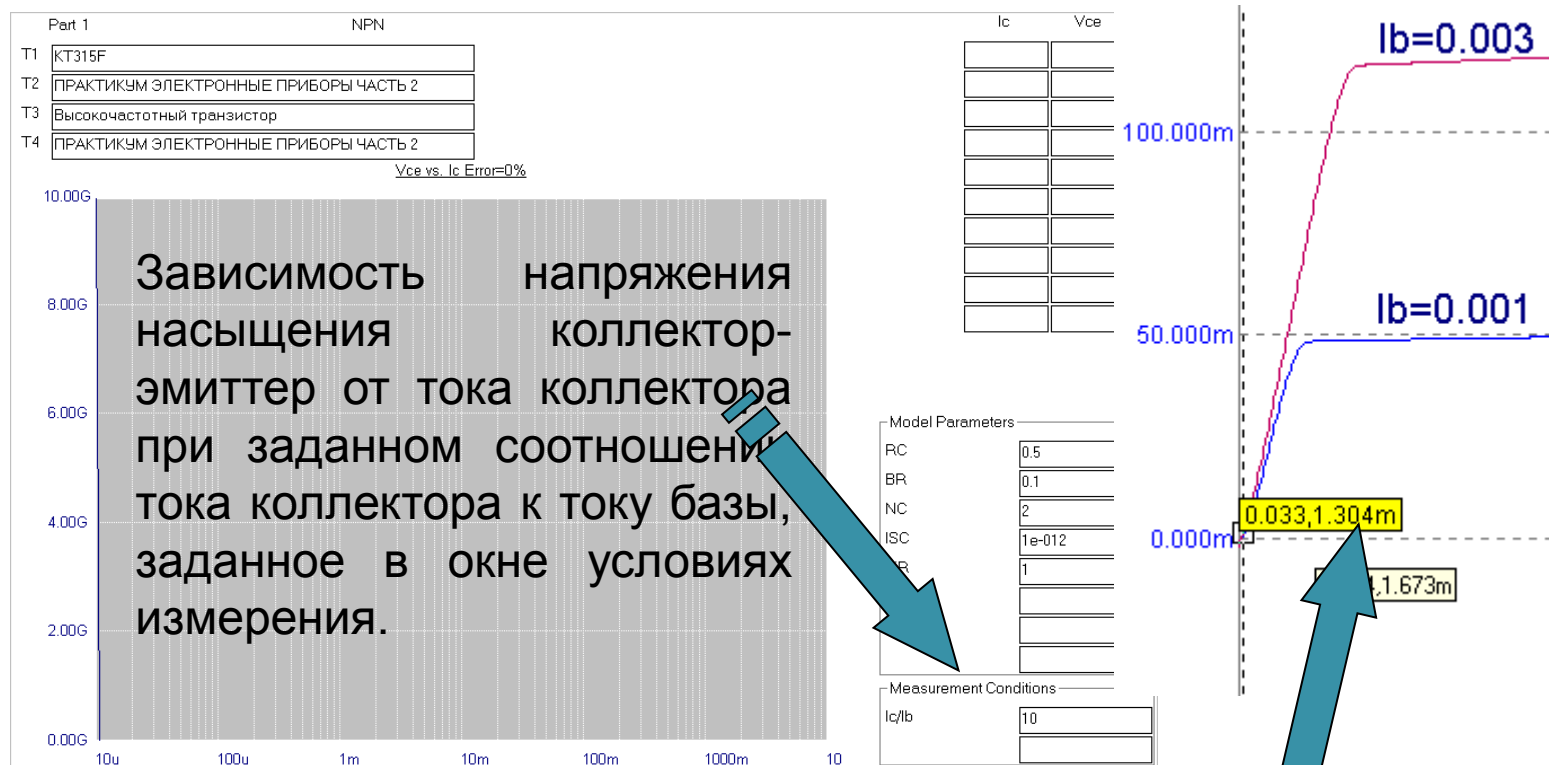 Part 1 NPN
T1 KT315F
T2 ПРАКТИКУМ ЭЛЕКТРОННЫЕ ПРИБОРЫ ЧАСТЬ 2
T3 Высокочастотный транзистор
T4 ПРАКТИКУМ ЭЛЕКТРОННЫЕ ПРИБОРЫ ЧАСТЬ 2
Vce vs. Ic Error=0%
10.00G
8.00G
6.00G
4.00G
2.00G
0.00G
10u 100u 1m 10m 100m 1000m 10
Зависимость напряжения
насыщения коллектор-
эмиттер от тока коллектора
при заданном соотношении
тока коллектора к току базы,
заданное в окне условиях
измерения.
Ic Vce
Model Parameters
RC 0.5
BR 0.1
NC 2
ISC 1e-012
1
Measurement Conditions
Ic/Ib 10
Ib=0.003
100.000m
Ib=0.001
50.000m
0.033,1.304m
0.000m
,1.673m